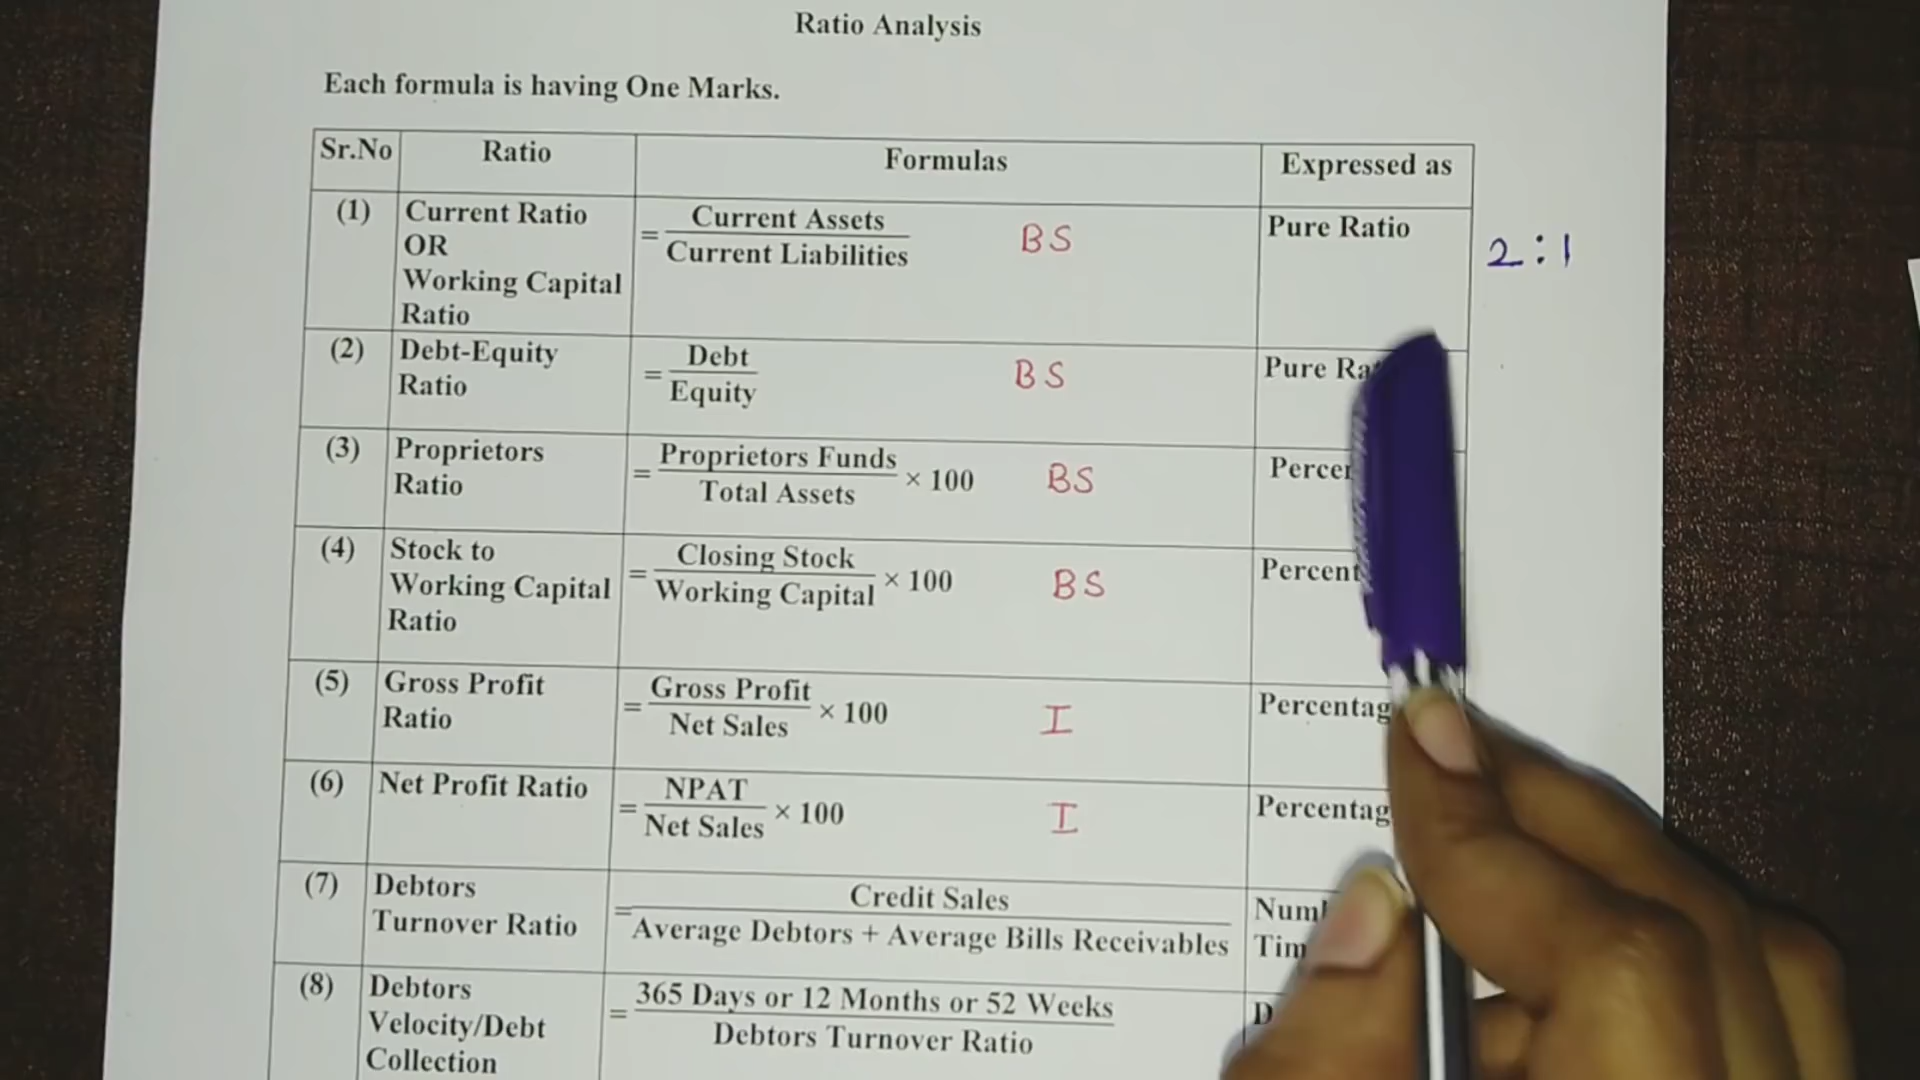 Ratio Analysis
Each formula is having One Marks.
Sr.No Ratio Formulas Expressed as
(1) Current Ratio
OR
Working Capital
Ratio
= Current Assets
Current Liabilities
BS
Pure Ratio
2:1
(2) Debt-Equity
Ratio
= Debt
Equity
BS
Pure
(3) Proprietors
Ratio
= Proprietors Funds
Total Assets
× 100
BS
(4) Stock to
Working Capital
Ratio
= Closing Stock
Working Capital
× 100
BS
(5) Gross Profit
Ratio
= Gross Profit
Net Sales
× 100
I
(6) Net Profit Ratio
= NPAT
Net Sales
× 100
I
(7) Debtors
Turnover Ratio
= Credit Sales
Average Debtors + Average Bills Receivables
(8) Debtors
Velocity/Debt
Collection
= 365 Days or 12 Months or 52 Weeks
Debtors Turnover Ratio